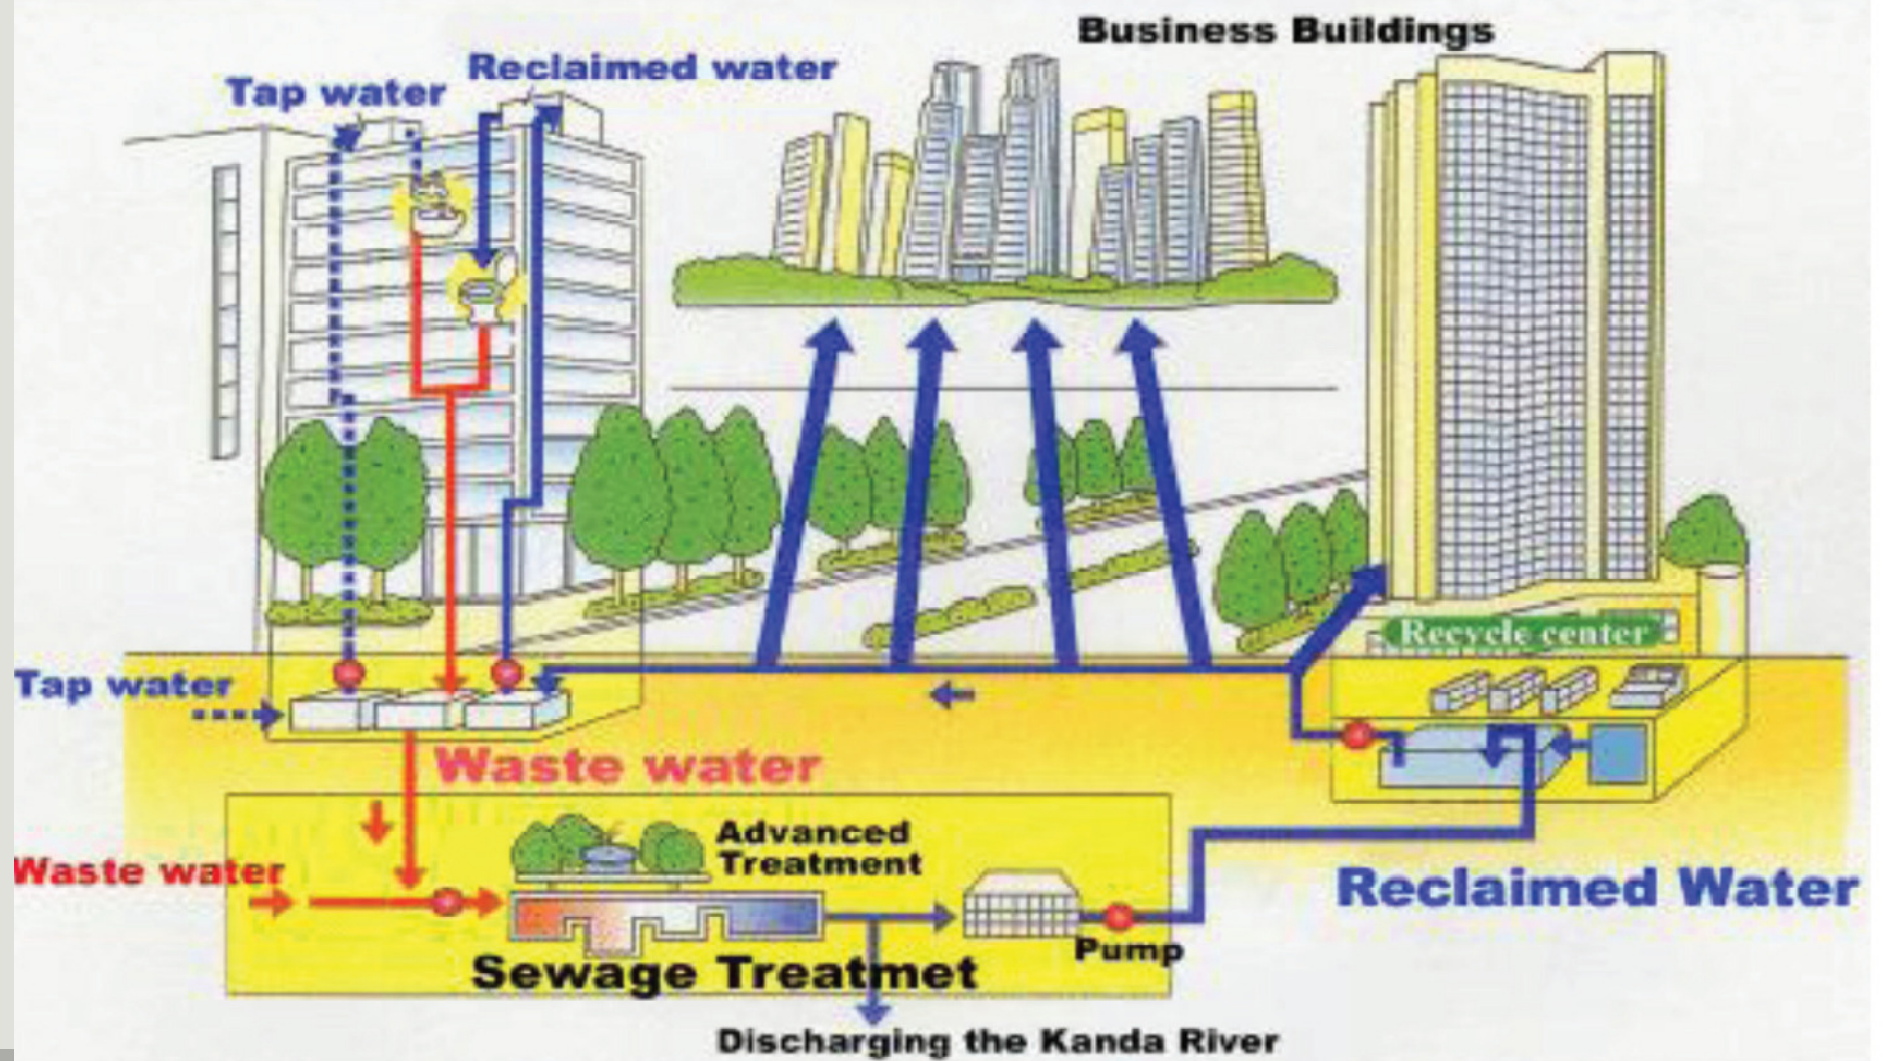 Business Buildings
Reclaimed water
Tap water
Recycle center
Tap water
Waste water
Advanced
Treatment
Waste water
Reclaimed Water
Pump
Sewage Treatmet
Discharging the Kanda River